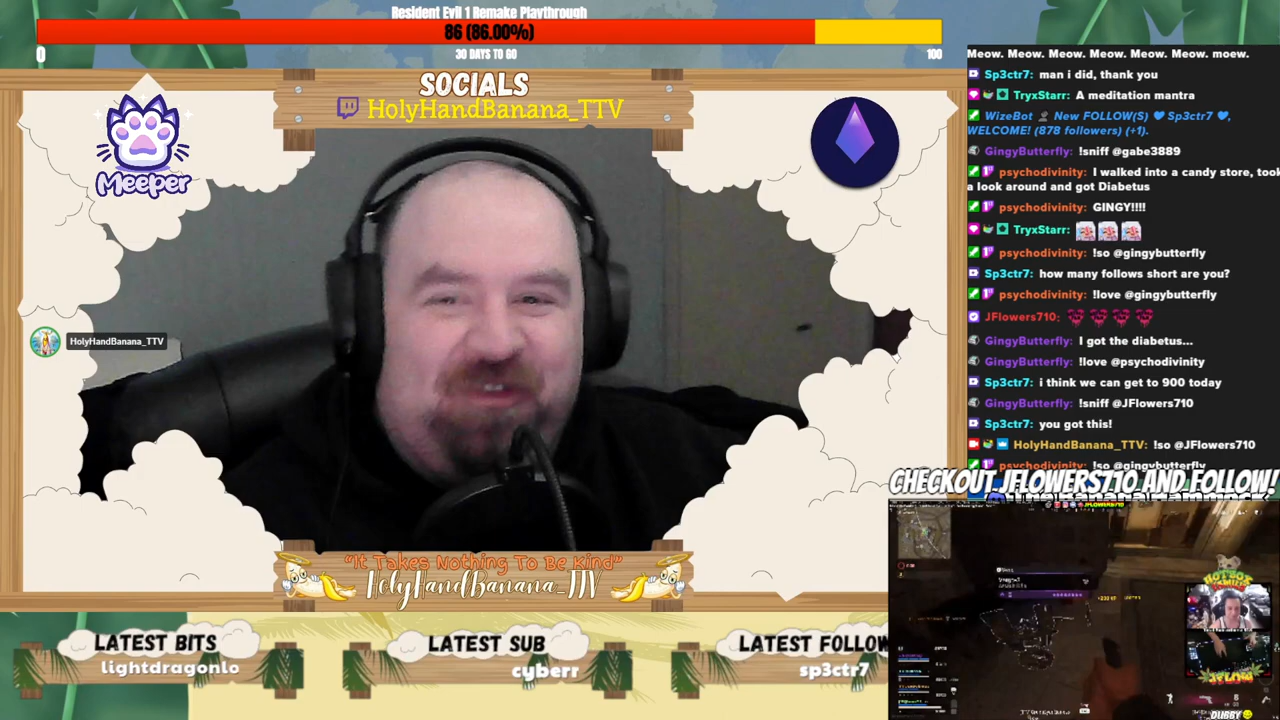 Resident Evil 1 Remake Playthrough
86 (86.00%)
0
30 DAYS TO GO
100
SOCIALS
HolyHandBanana_TTV
Meeper
HolyHandBanana_TTV
"It Takes Nothing To Be Kind"
HolyHandBanana_TTV
LATEST BITS
lightdragonlo
LATEST SUB
cyberr
LATEST FOLLOW
sp3ctr7
Meow. Meow. Meow. Meow. Meow. Meow. moew.
Sp3ctr7: man i did, thank you
TryxStarr: A meditation mantra
WizeBot New FOLLOW(S) Sp3ctr7 ,
WELCOME! (878 followers) (+1).
GingyButterfly: !sniff @gabe3889
psychodivinity: I walked into a candy store, took
a look around and got Diabetus
psychodivinity: GINGY!!!!
TryxStarr:
psychodivinity: !so @gingybutterfly
Sp3ctr7: how many follows short are you?
psychodivinity: !love @gingybutterfly
JFlowers710:
GingyButterfly: I got the diabetus...
GingyButterfly: !love @psychodivinity
Sp3ctr7: i think we can get to 900 today
GingyButterfly: !sniff @JFlowers710
Sp3ctr7: you got this!
HolyHandBanana_TTV: !so @JFlowers710
psychodivinity: !so @gingybutterfly
CHECKOUT JFLOWERS710 AND FOLLOW!
JFLOWERS710
DUBBY